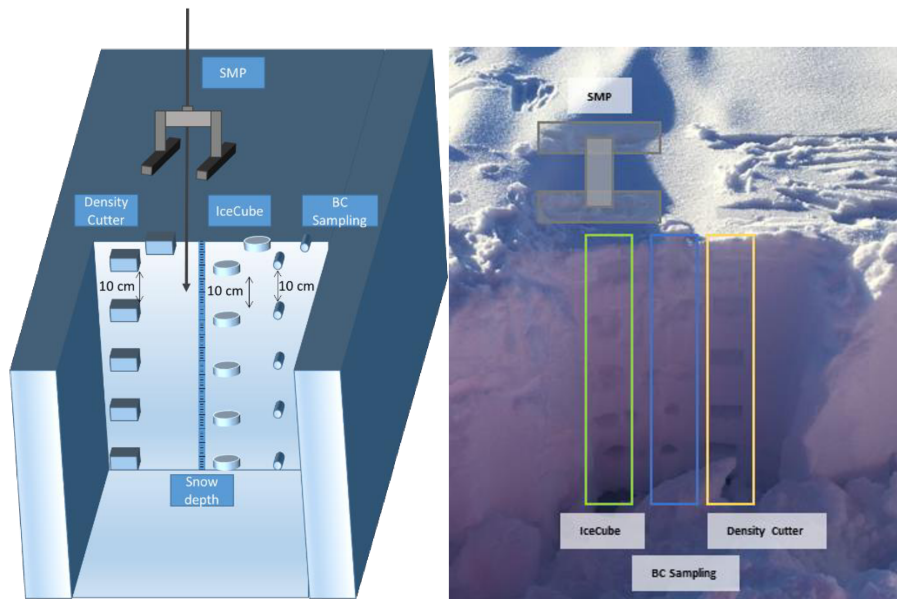 SMP
Density
Cutter
IceCube
BC
Sampling
10 cm
10 cm
10 cm
Snow
depth
SMP
IceCube
Density Cutter
BC Sampling